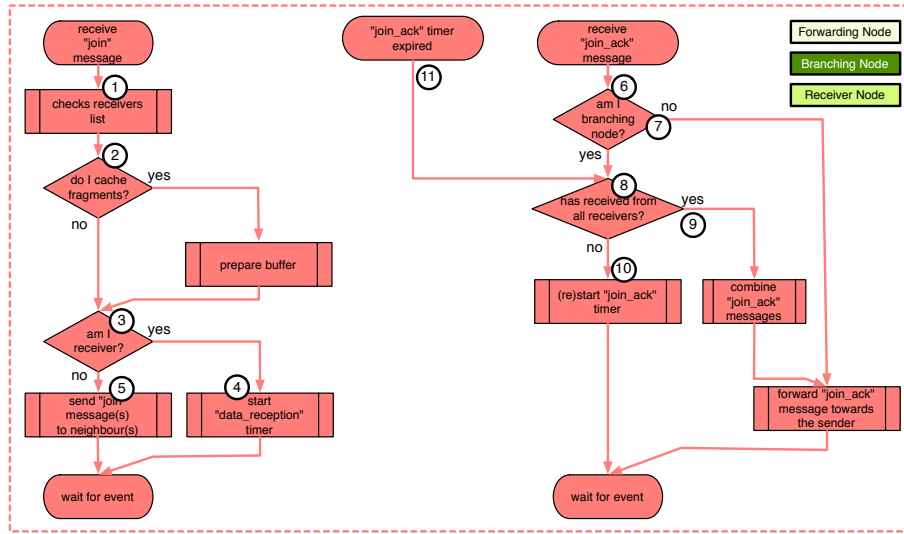 receive
"join"
message
1
checks receivers
list
2
do I cache
fragments?
yes
no
prepare buffer
3
am I
receiver?
yes
no
5
send "join"
message(s)
to neighbour(s)
4
start
"data_reception"
timer
wait for event
"join_ack" timer
expired
11
receive
"join_ack"
message
6
am I
branching
node?
no
7
yes
8
has received from
all receivers?
yes
9
no
10
(re)start "join_ack"
timer
combine
"join_ack"
messages
forward "join_ack"
message towards
the sender
wait for event
Forwarding Node
Branching Node
Receiver Node